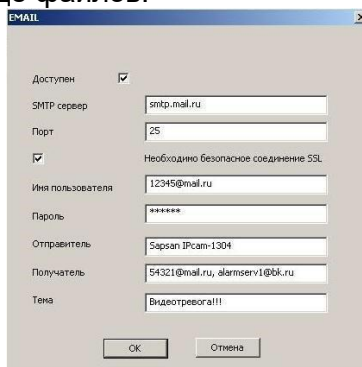 файлов.
EMAIL
Доступен
SMTP сервер smtp.mail.ru
Порт 25
Необходимо безопасное соединение SSL
Имя пользователя 12345@mail.ru
Пароль ******
Отправитель Sapsan IPcam-1304
Получатель 54321@mail.ru, alarmserv1@bk.ru
Тема Видеотревога!!!
OK Отмена